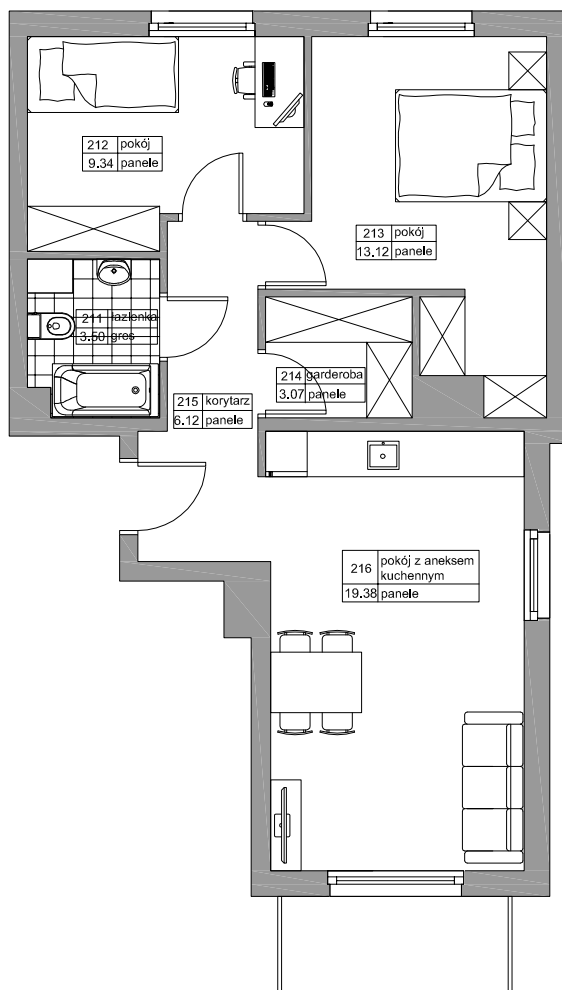 212 pokój
9.34 panele
213 pokój
13.12 panele
211 łazienka
3.50 gres
214 garderoba
3.07 panele
215 korytarz
6.12 panele
216 pokój z aneksem
kuchennym
19.38 panele